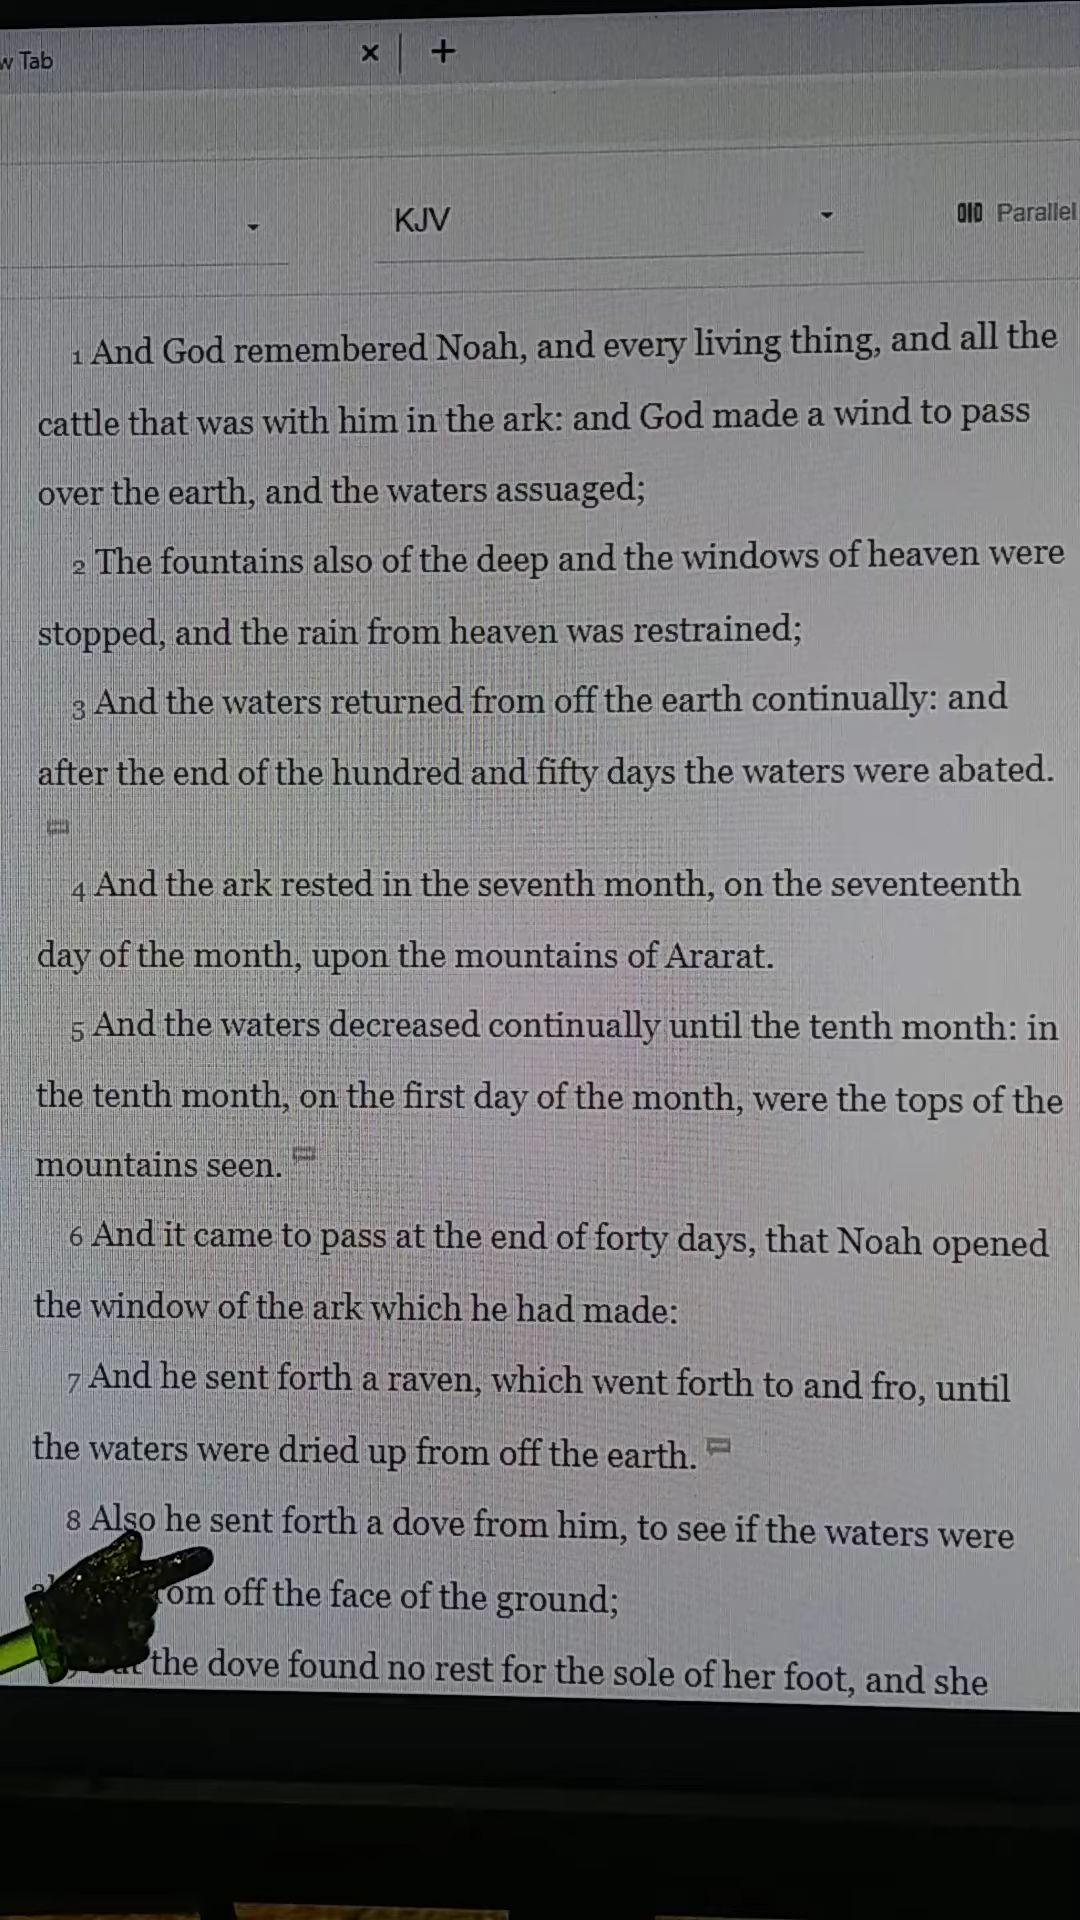 w Tab × +
KJV Parallel
1 And God remembered Noah, and every living thing, and all the
cattle that was with him in the ark: and God made a wind to pass
over the earth, and the waters assuaged;
2 The fountains also of the deep and the windows of heaven were
stopped, and the rain from heaven was restrained;
3 And the waters returned from off the earth continually: and
after the end of the hundred and fifty days the waters were abated.
4 And the ark rested in the seventh month, on the seventeenth
day of the month, upon the mountains of Ararat.
5 And the waters decreased continually until the tenth month: in
the tenth month, on the first day of the month, were the tops of the
mountains seen.
6 And it came to pass at the end of forty days, that Noah opened
the window of the ark which he had made:
7 And he sent forth a raven, which went forth to and fro, until
the waters were dried up from off the earth.
8 Also he sent forth a dove from him, to see if the waters were
off the face of the ground;
the dove found no rest for the sole of her foot, and she